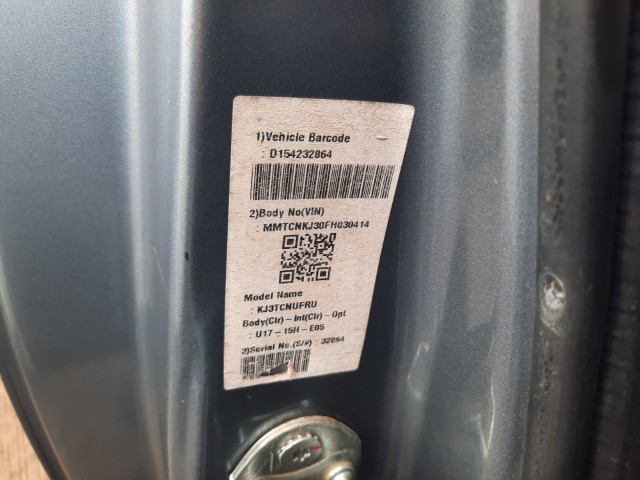 1)Vehicle Barcode
: D154232864
2)Body No(VIN)
: MMTCNKJ30FH030414
Model Name
: KJ3TCNUFRU
Body(Clr)-Int(Clr)-Opt
: U17-15H-E05
3)Serial No.(S/#) : 32864